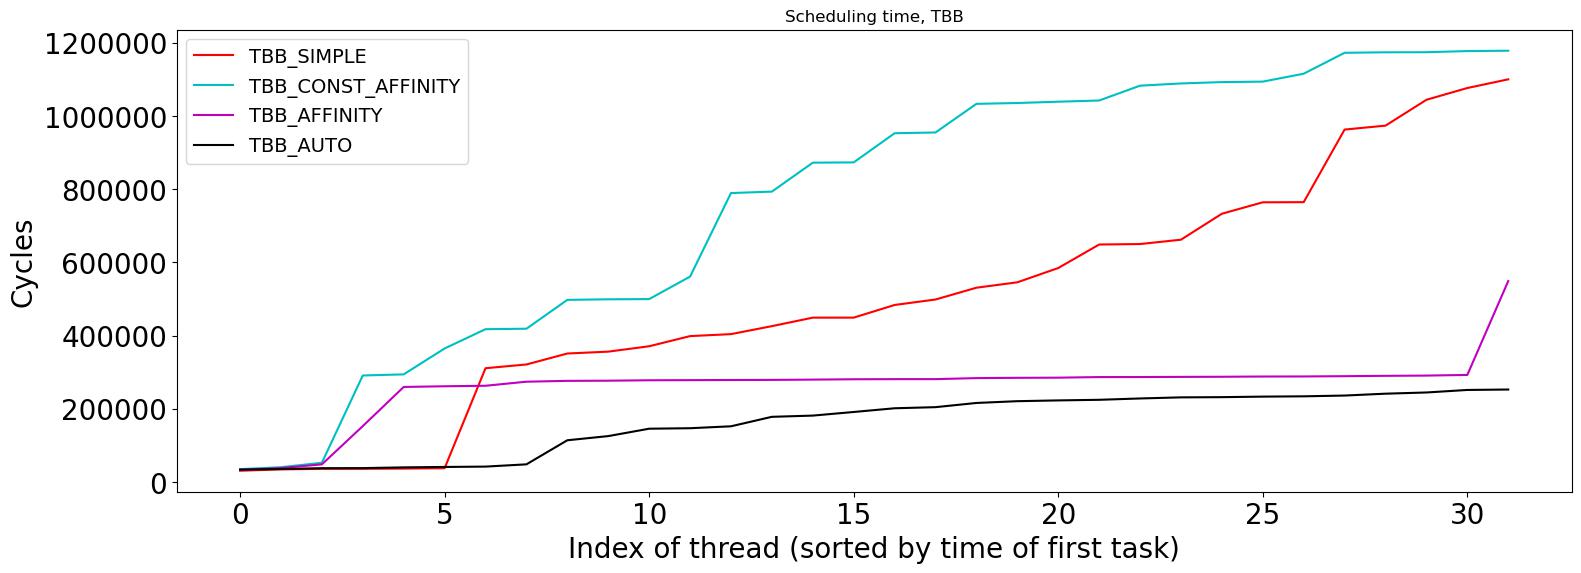 Scheduling time, TBB
1200000
1000000
800000
600000
400000
200000
0
Cycles
TBB_SIMPLE
TBB_CONST_AFFINITY
TBB_AFFINITY
TBB_AUTO
0 5 10 15 20 25 30
Index of thread (sorted by time of first task)